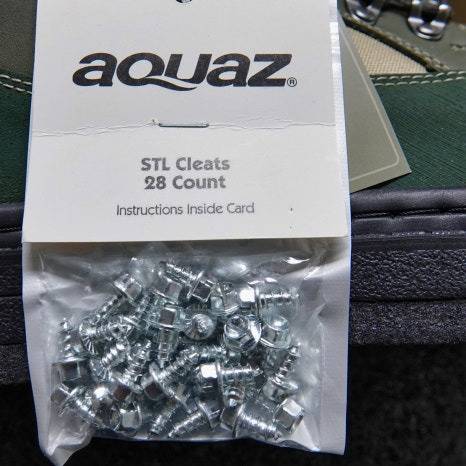 aquaz®
STL Cleats
28 Count
Instructions Inside Card